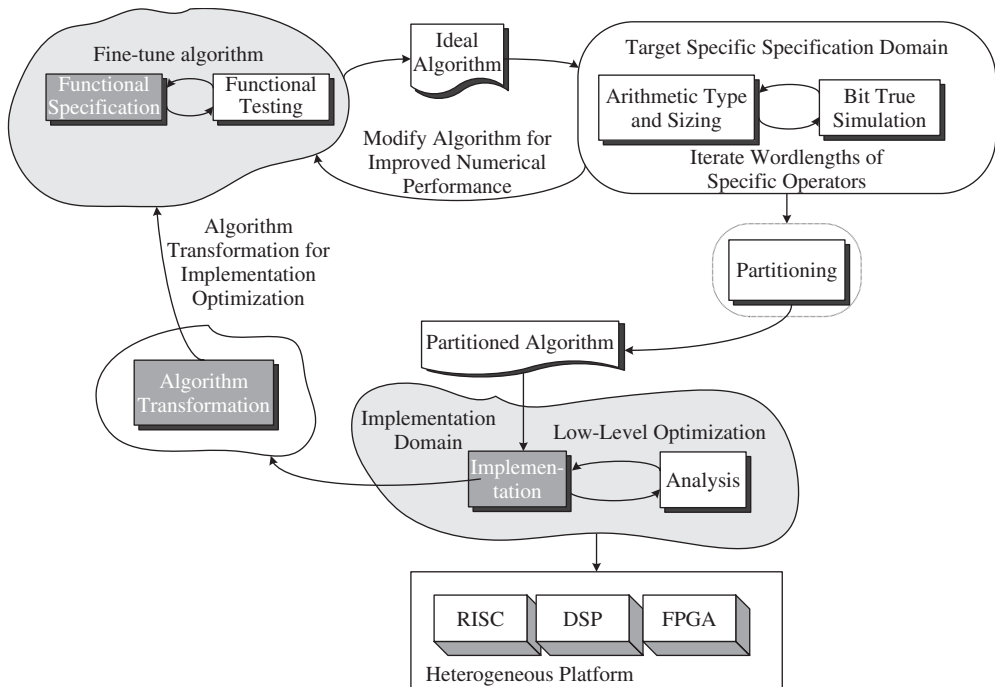 Fine-tune algorithm
Functional
Specification
Functional
Testing
Ideal
Algorithm
Target Specific Specification Domain
Arithmetic Type
and Sizing
Bit True
Simulation
Iterate Wordlengths of
Specific Operators
Modify Algorithm for
Improved Numerical
Performance
Algorithm
Transformation for
Implementation
Optimization
Partitioning
Partitioned Algorithm
Algorithm
Transformation
Implementation
Domain
Low-Level Optimization
Implemen-
tation
Analysis
RISC
DSP
FPGA
Heterogeneous Platform